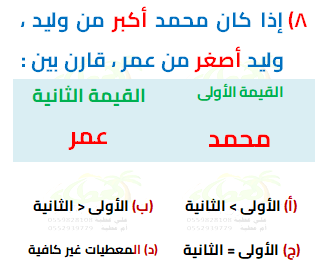 ٨) إذا كان محمد أكبر من وليد ،
وليد أصغر من عمر ، قارن بين :
القيمة الأولى القيمة الثانية
محمد عمر
(أ) الأولى > الثانية (ب) الأولى < الثانية
(ج) الأولى = الثانية (د) المعطيات غير كافية